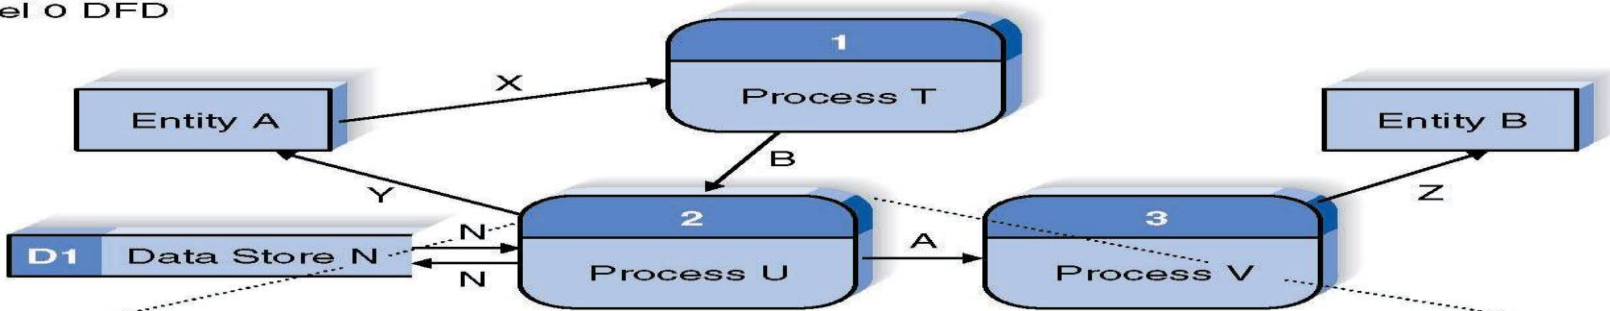 el 0 DFD
1
Process T
X
Entity A
Entity B
B
Y
Z
2
3
N
A
D1 Data Store N
Process U
Process V
N